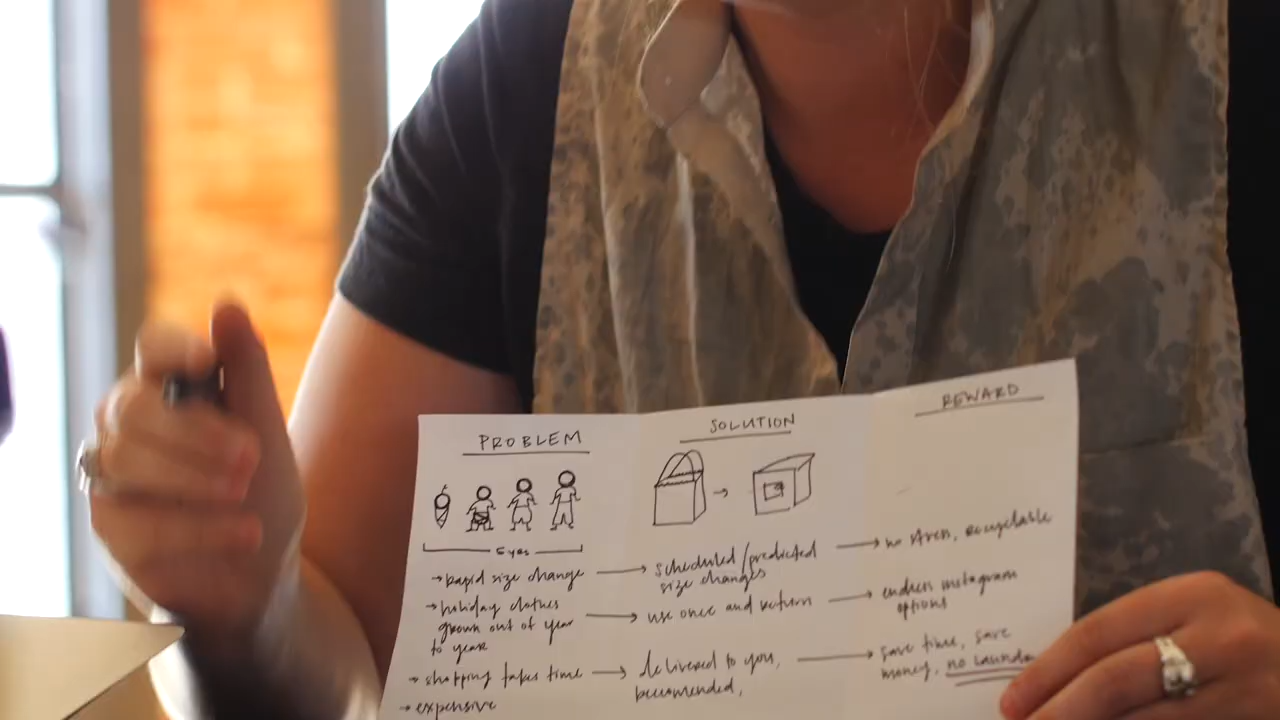 PROBLEM
SOLUTION
REWARD
5 yrs
→ rapid size change → scheduled/predicted size changes → no stress, recyclable
→ holiday clothes grown out of year to year → use once and return → endless instagram options
→ shopping takes time → delivered to you, recommended, → save time, save money, no laundry
→ expensive